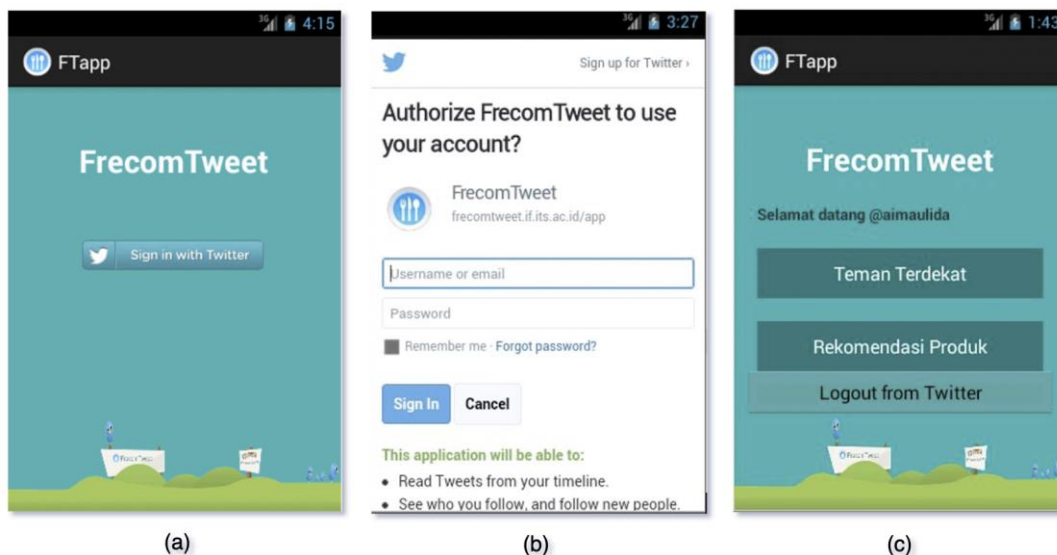 3G 4:15
FTapp
FrecomTweet
Sign in with Twitter
(a)
3G 3:27
Sign up for Twitter ›
Authorize FrecomTweet to use
your account?
FrecomTweet
frecomtweet.if.its.ac.id/app
Username or email
Password
Remember me · Forgot password?
Sign In Cancel
This application will be able to:
• Read Tweets from your timeline.
• See who you follow, and follow new people.
(b)
3G 1:43
FTapp
FrecomTweet
Selamat datang @aimaulida
Teman Terdekat
Rekomendasi Produk
Logout from Twitter
(c)